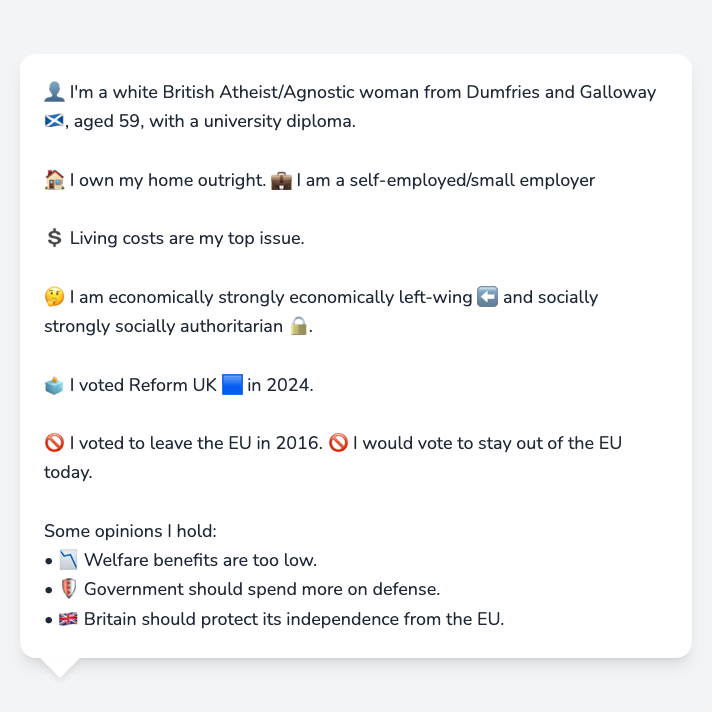 👤 I'm a white British Atheist/Agnostic woman from Dumfries and Galloway
🏴󠁧󠁢󠁳󠁣󠁴󠁿, aged 59, with a university diploma.
🏠 I own my home outright. 💼 I am a self-employed/small employer
💲 Living costs are my top issue.
🤔 I am economically strongly economically left-wing ⬅️ and socially
strongly socially authoritarian 🔒.
🗳️ I voted Reform UK 🟦 in 2024.
🚫 I voted to leave the EU in 2016. 🚫 I would vote to stay out of the EU
today.
Some opinions I hold:
• 📉 Welfare benefits are too low.
• 🛡️ Government should spend more on defense.
• 🇬🇧 Britain should protect its independence from the EU.